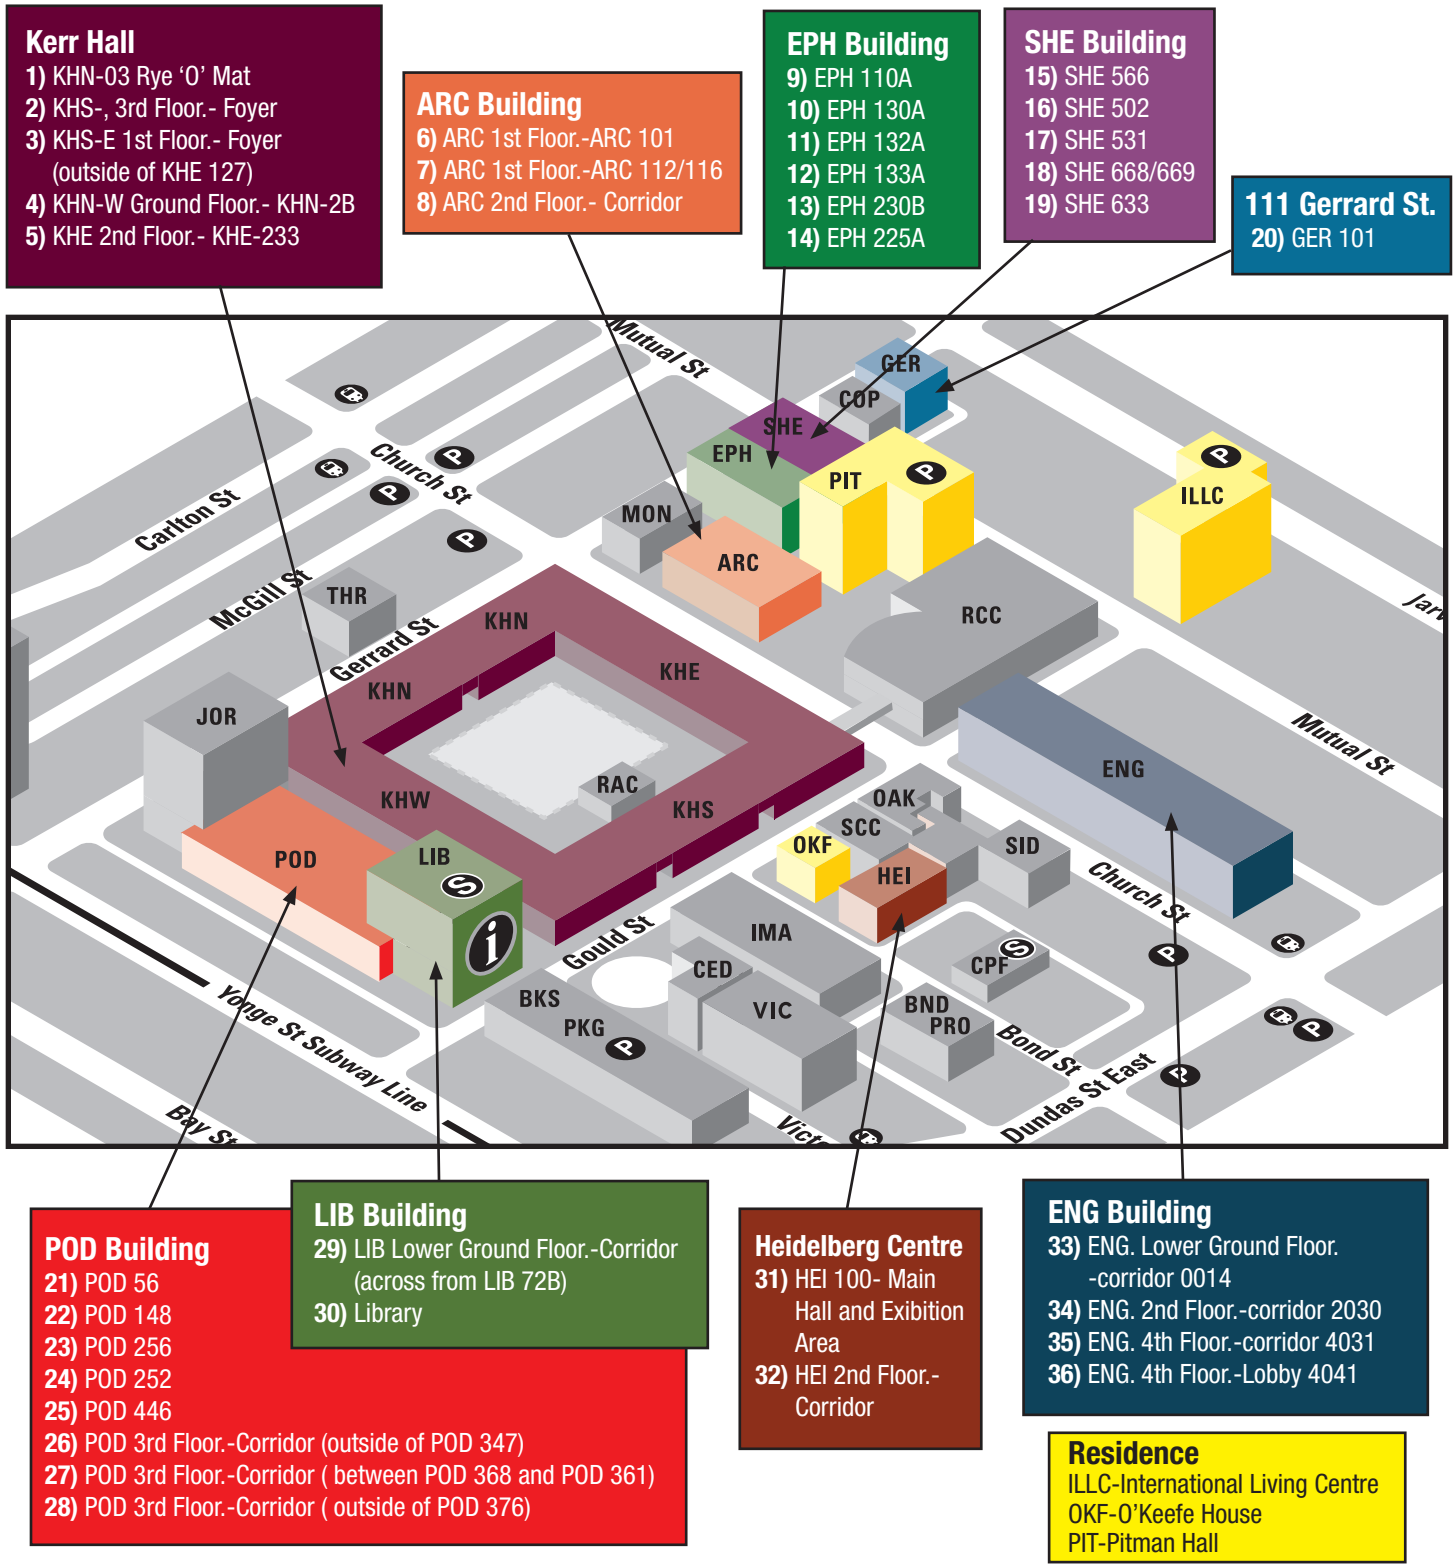 Kerr Hall
1) KHN-03 Rye ‘O’ Mat
2) KHS-, 3rd Floor.- Foyer
3) KHS-E 1st Floor.- Foyer
(outside of KHE 127)
4) KHN-W Ground Floor.- KHN-2B
5) KHE 2nd Floor.- KHE-233
ARC Building
6) ARC 1st Floor.-ARC 101
7) ARC 1st Floor.-ARC 112/116
8) ARC 2nd Floor.- Corridor
EPH Building
9) EPH 110A
10) EPH 130A
11) EPH 132A
12) EPH 133A
13) EPH 230B
14) EPH 225A
SHE Building
15) SHE 566
16) SHE 502
17) SHE 531
18) SHE 668/669
19) SHE 633
111 Gerrard St.
20) GER 101
Mutual St
GER
COP
SHE
EPH
PIT
P
P
ILLC
Church St
P
P
P
Carlton St
MON
ARC
McGill St
THR
Gerrard St
KHN
RCC
Jarv
KHE
KHN
JOR
Mutual St
ENG
RAC
KHW
KHS
OAK
SCC
OKF
SID
HEI
POD
LIB
S
i
Church St
Gould St
IMA
CED
VIC
CPF
S
P
BKS
PKG
P
BND
PRO
Bond St
P
P
Dundas St East
Yonge St Subway Line
Bay St
Victo
POD Building
21) POD 56
22) POD 148
23) POD 256
24) POD 252
25) POD 446
26) POD 3rd Floor.-Corridor (outside of POD 347)
27) POD 3rd Floor.-Corridor ( between POD 368 and POD 361)
28) POD 3rd Floor.-Corridor ( outside of POD 376)
LIB Building
29) LIB Lower Ground Floor.-Corridor
(across from LIB 72B)
30) Library
Heidelberg Centre
31) HEI 100- Main
Hall and Exibition
Area
32) HEI 2nd Floor.-
Corridor
ENG Building
33) ENG. Lower Ground Floor.
-corridor 0014
34) ENG. 2nd Floor.-corridor 2030
35) ENG. 4th Floor.-corridor 4031
36) ENG. 4th Floor.-Lobby 4041
Residence
ILLC-International Living Centre
OKF-O’Keefe House
PIT-Pitman Hall